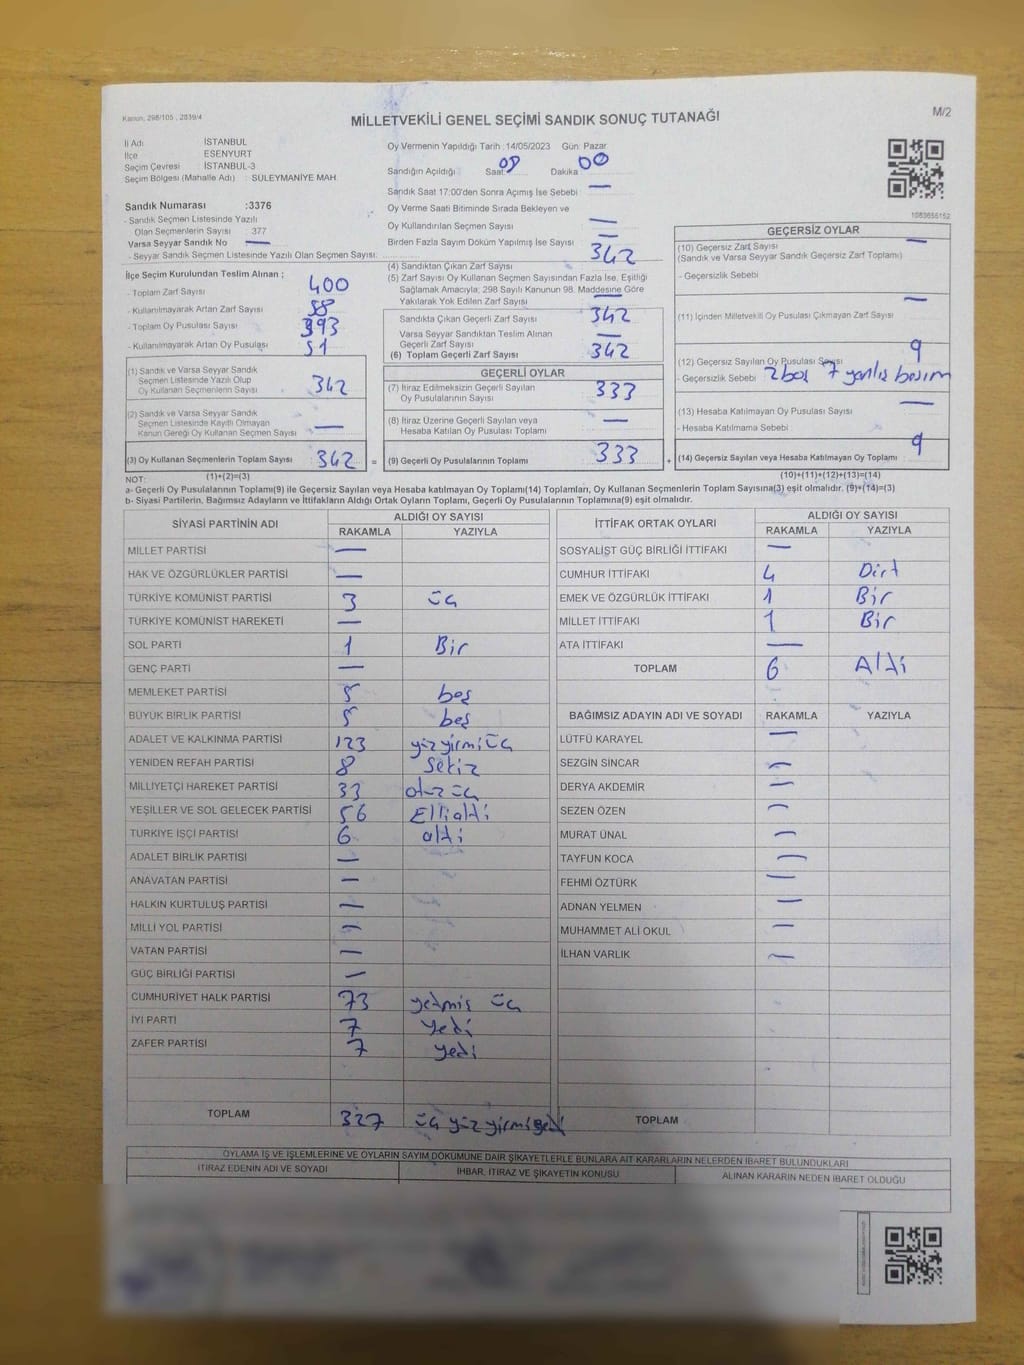 Kanun, 298/105 , 2839/4
MİLLETVEKİLİ GENEL SEÇİMİ SANDIK SONUÇ TUTANAĞI
M/2
İl Adı İSTANBUL
İlçe ESENYURT
Seçim Çevresi İSTANBUL-3
Seçim Bölgesi (Mahalle Adı) : SÜLEYMANİYE MAH.
Oy Vermenin Yapıldığı Tarih :14/05/2023 Gün: Pazar
Sandığın Açıldığı Saat 08 Dakika 00
Sandık Saat 17:00'den Sonra Açımış İse Sebebi —
Oy Verme Saati Bitiminde Sırada Bekleyen ve
Oy Kullandırılan Seçmen Sayısı —
Birden Fazla Sayım Döküm Yapılmış İse Sayısı —
1083655152
Sandık Numarası :3376
- Sandık Seçmen Listesinde Yazılı
Olan Seçmenlerin Sayısı 377
Varsa Seyyar Sandık No —
- Seyyar Sandık Seçmen Listesinde Yazılı Olan Seçmen Sayısı
İlçe Seçim Kurulundan Teslim Alınan ;
- Toplam Zarf Sayısı 400
- Kullanılmayarak Artan Zarf Sayısı 58
- Toplam Oy Pusulası Sayısı 393
- Kullanılmayarak Artan Oy Pusulası 51
(1) Sandık ve Varsa Seyyar Sandık
Seçmen Listesinde Yazılı Olup
Oy Kullanan Seçmenlerin Sayısı 342
(2) Sandık ve Varsa Seyyar Sandık
Seçmen Listesinde Kayıtlı Olmayan
Kanun Gereği Oy Kullanan Seçmen Sayısı —
(3) Oy Kullanan Seçmenlerin Toplam Sayısı 342 =
(4) Sandıktan Çıkan Zarf Sayısı 342
(5) Zarf Sayısı Oy Kullanan Seçmen Sayısından Fazla İse, Eşitliği
Sağlamak Amacıyla; 298 Sayılı Kanunun 98. Maddesine Göre
Yakılarak Yok Edilen Zarf Sayısı —
Sandıkta Çıkan Geçerli Zarf Sayısı 342
Varsa Seyyar Sandıktan Teslim Alınan
Geçerli Zarf Sayısı —
(6) Toplam Geçerli Zarf Sayısı 342
GEÇERLİ OYLAR
(7) İtiraz Edilmeksizin Geçerli Sayılan
Oy Pusulalarının Sayısı 333
(8) İtiraz Üzerine Geçerli Sayılan veya
Hesaba Katılan Oy Pusulası Toplamı —
(9) Geçerli Oy Pusulalarının Toplamı 333 +
GEÇERSİZ OYLAR
(10) Geçersiz Zarf Sayısı —
(Sandık ve Varsa Seyyar Sandık Geçersiz Zarf Toplamı)
- Geçersizlik Sebebi
(11) İçinden Milletvekili Oy Pusulası Çıkmayan Zarf Sayısı —
(12) Geçersiz Sayılan Oy Pusulası Sayısı 9
- Geçersizlik Sebebi 2 boş 7 yanlış basım
(13) Hesaba Katılmayan Oy Pusulası Sayısı —
- Hesaba Katılmama Sebebi
(14) Geçersiz Sayılan veya Hesaba Katılmayan Oy Toplamı 9
NOT: (1)+(2)=(3) (10)+(11)+(12)+(13)=(14)
a- Geçerli Oy Pusulalarının Toplamı(9) ile Geçersiz Sayılan veya Hesaba katılmayan Oy Toplamı(14) Toplamları, Oy Kullanan Seçmenlerin Toplam Sayısına(3) eşit olmalıdır. (9)+(14)=(3)
b- Siyasi Partilerin, Bağımsız Adayların ve İttifakların Aldığı Ortak Oyların Toplamı, Geçerli Oy Pusulalarının Toplamına(9) eşit olmalıdır.
SİYASİ PARTİNİN ADI ALDIĞI OY SAYISI
RAKAMLA YAZIYLA
MİLLET PARTİSİ —
HAK VE ÖZGÜRLÜKLER PARTİSİ —
TÜRKİYE KOMÜNİST PARTİSİ 3 üç
TÜRKİYE KOMÜNİST HAREKETİ —
SOL PARTİ 1 Bir
GENÇ PARTİ —
MEMLEKET PARTİSİ 5 beş
BÜYÜK BİRLİK PARTİSİ 5 beş
ADALET VE KALKINMA PARTİSİ 123 yüz yirmi üç
YENİDEN REFAH PARTİSİ 8 Sekiz
MİLLİYETÇİ HAREKET PARTİSİ 33 otuz üç
YEŞİLLER VE SOL GELECEK PARTİSİ 56 Elli altı
TÜRKİYE İŞÇİ PARTİSİ 6 altı
ADALET BİRLİK PARTİSİ —
ANAVATAN PARTİSİ —
HALKIN KURTULUŞ PARTİSİ —
MİLLİ YOL PARTİSİ —
VATAN PARTİSİ —
GÜÇ BİRLİĞİ PARTİSİ —
CUMHURİYET HALK PARTİSİ 73 yetmiş üç
İYİ PARTİ 7 yedi
ZAFER PARTİSİ 7 yedi
TOPLAM 327 üç yüz yirmi yedi
İTTİFAK ORTAK OYLARI ALDIĞI OY SAYISI
RAKAMLA YAZIYLA
SOSYALİST GÜÇ BİRLİĞİ İTTİFAKI —
CUMHUR İTTİFAKI 4 Dört
EMEK VE ÖZGÜRLÜK İTTİFAKI 1 Bir
MİLLET İTTİFAKI 1 Bir
ATA İTTİFAKI —
TOPLAM 6 Altı
BAĞIMSIZ ADAYIN ADI VE SOYADI RAKAMLA YAZIYLA
LÜTFÜ KARAYEL —
SEZGİN SİNCAR —
DERYA AKDEMİR —
SEZEN ÖZEN —
MURAT ÜNAL —
TAYFUN KOCA —
FEHMİ ÖZTÜRK —
ADNAN YELMEN —
MUHAMMET ALİ OKUL —
İLHAN VARLIK —
TOPLAM
OYLAMA İŞ VE İŞLEMLERİNE VE OYLARIN SAYIM DÖKÜMÜNE DAİR ŞİKAYETLERLE BUNLARA AİT KARARLARIN NELERDEN İBARET BULUNDUKLARI
İTİRAZ EDENİN ADI VE SOYADI İHBAR, İTİRAZ VE ŞİKAYETİN KONUSU ALINAN KARARIN NEDEN İBARET OLDUĞU